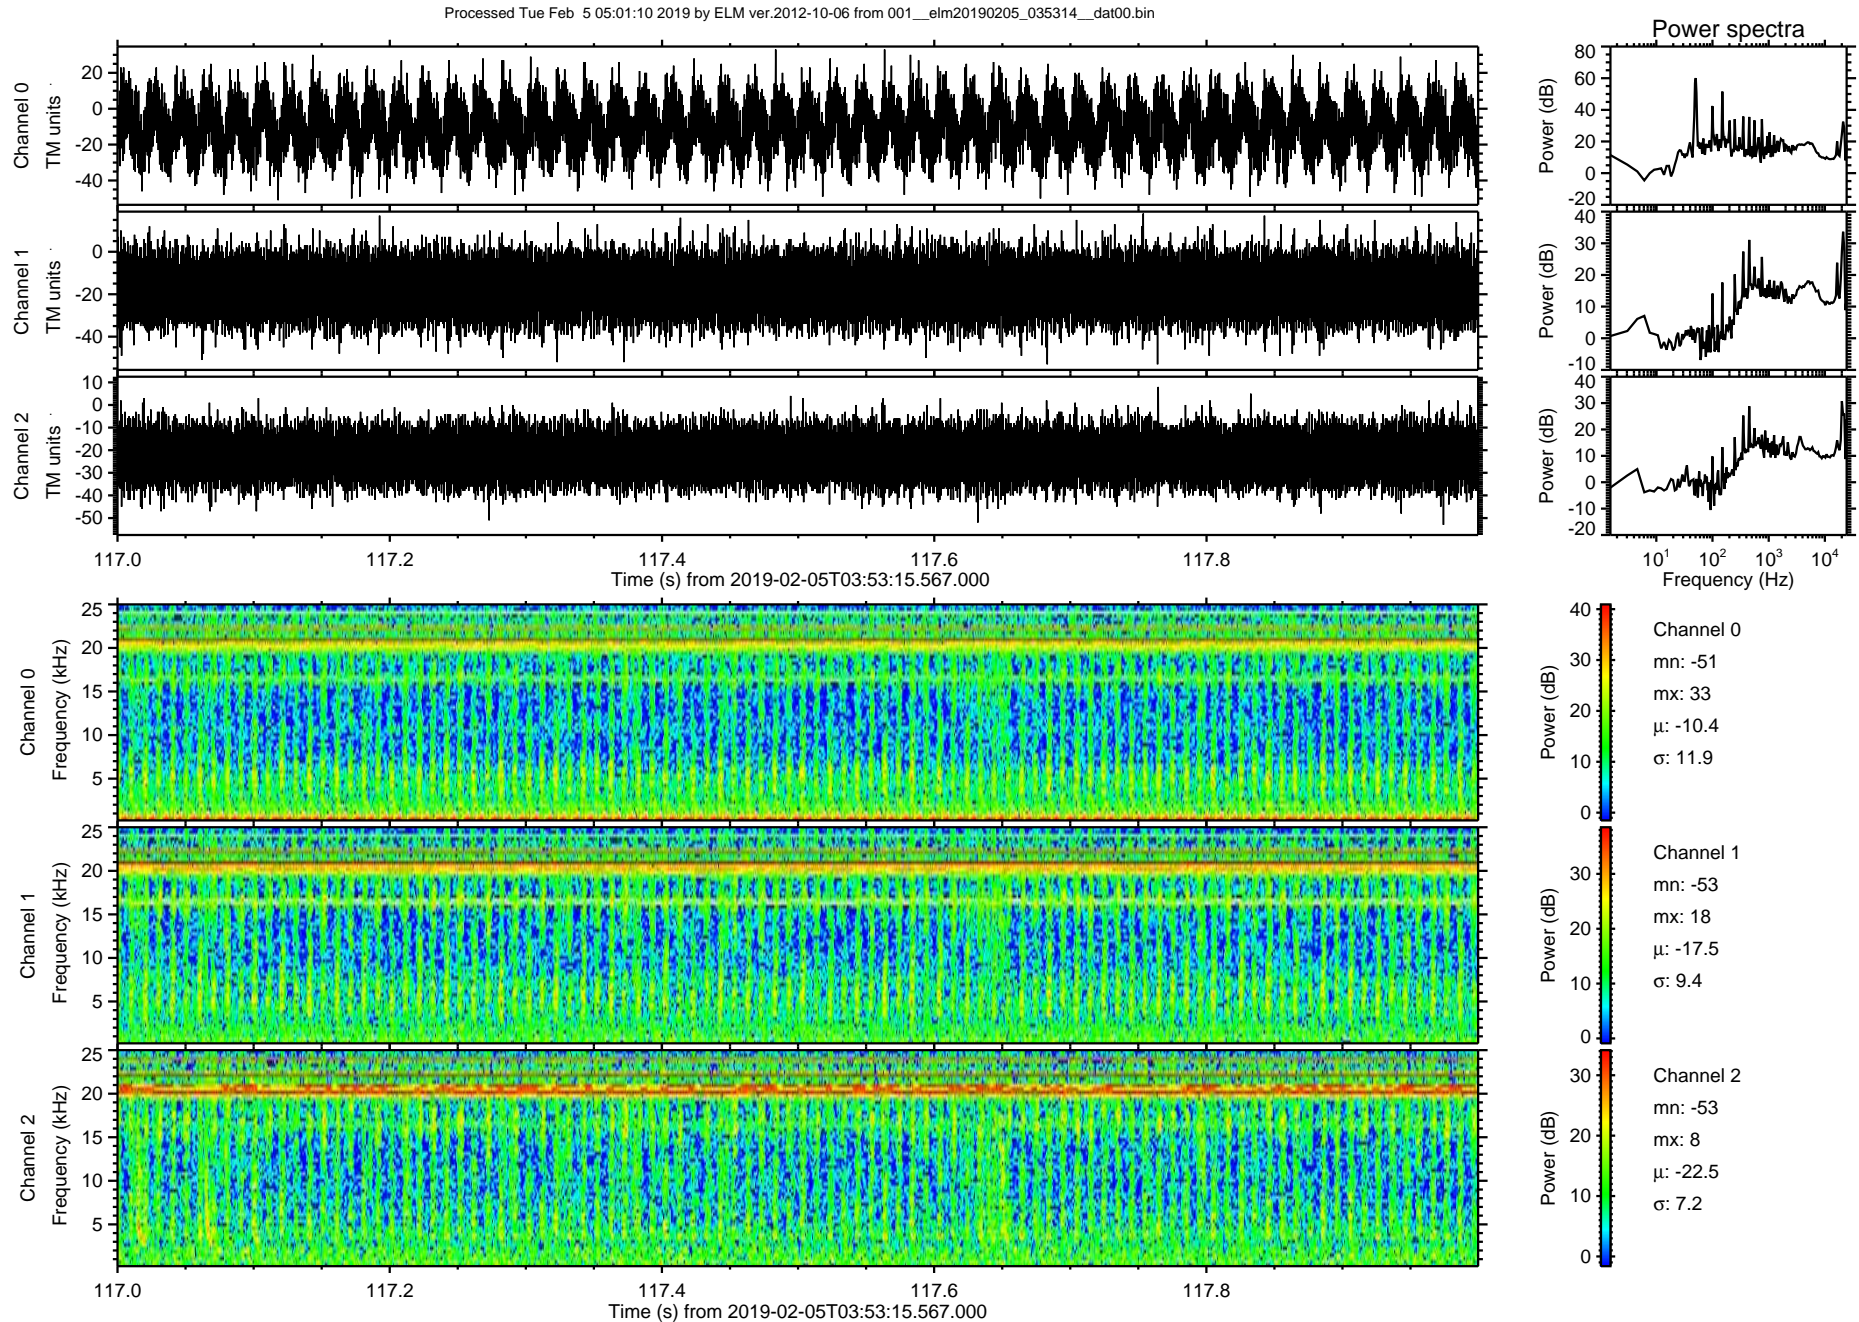 Processed Tue Feb  5 05:01:10 2019 by ELM ver.2012-10-06 from 001__elm20190205_035314__dat00.bin
Power spectra
Channel 0
TM units
20
0
-20
-40
Power (dB)
80
60
40
20
0
-20
Channel 1
TM units
0
-20
-40
Power (dB)
40
30
20
10
0
-10
Channel 2
TM units
10
0
-10
-20
-30
-40
-50
Power (dB)
40
30
20
10
0
-10
-20
117.0 117.2 117.4 117.6 117.8
Time (s) from 2019-02-05T03:53:15.567.000
10¹ 10² 10³ 10⁴
Frequency (Hz)
Channel 0
Frequency (kHz)
25
20
15
10
5
Power (dB)
40
30
20
10
0
Channel 0
mn: -51
mx: 33
μ: -10.4
σ: 11.9
Channel 1
Frequency (kHz)
25
20
15
10
5
Power (dB)
30
20
10
0
Channel 1
mn: -53
mx: 18
μ: -17.5
σ: 9.4
Channel 2
Frequency (kHz)
25
20
15
10
5
Power (dB)
30
20
10
0
Channel 2
mn: -53
mx: 8
μ: -22.5
σ: 7.2
117.0 117.2 117.4 117.6 117.8
Time (s) from 2019-02-05T03:53:15.567.000